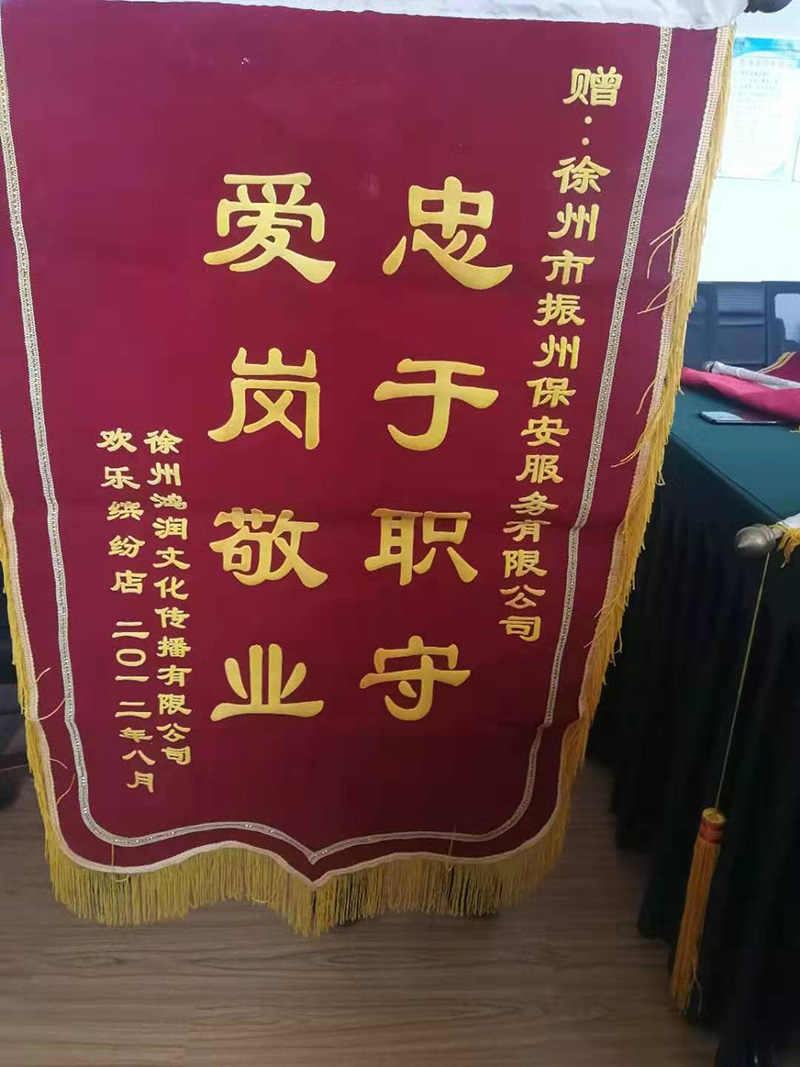 赠:徐州市振州保安服务有限公司
忠于职守
爱岗敬业
徐州鸿润文化传播有限公司
欢乐缤纷店 二〇一二年八月